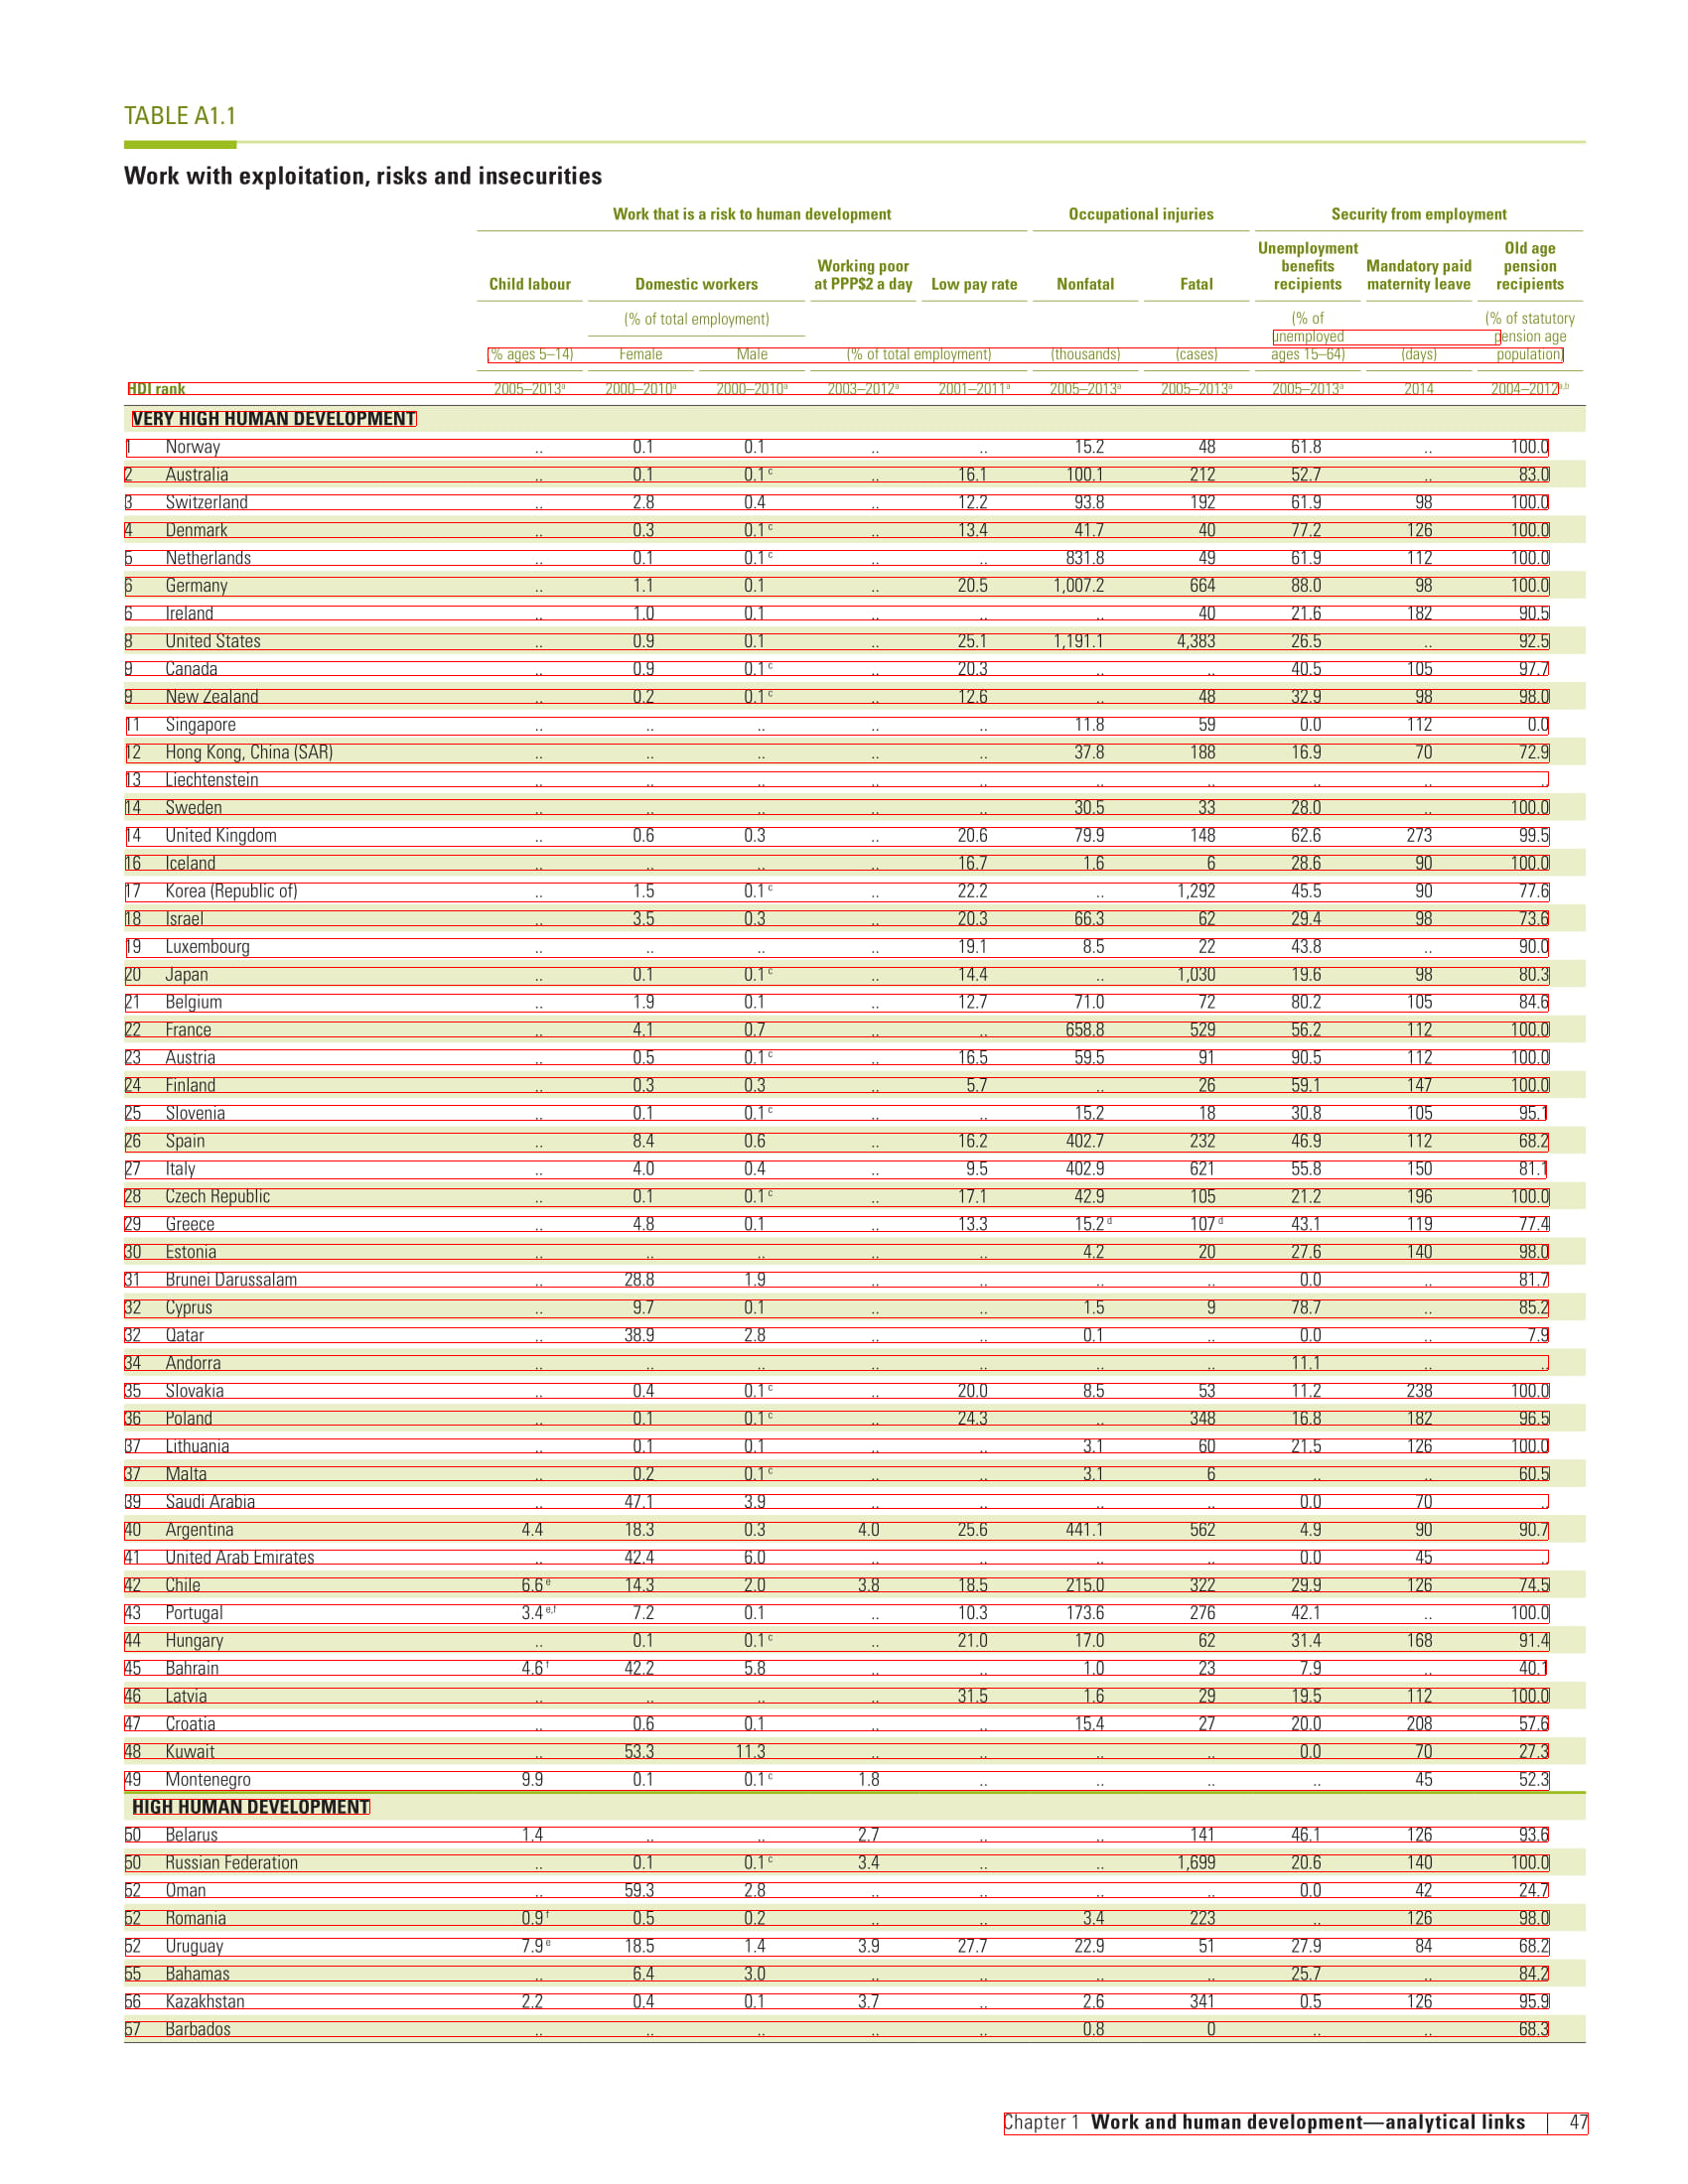 TABLE A1.1
Work with exploitation, risks and insecurities
Work that is a risk to human development Occupational injuries Security from employment
Child labour Domestic workers Working poor at PPP$2 a day Low pay rate Nonfatal Fatal Unemployment benefits recipients Mandatory paid maternity leave Old age pension recipients
(% of total employment) (% of unemployed ages 15–64) (% of statutory pension age population)
(% ages 5–14) Female Male (% of total employment) (thousands) (cases) (days)
HDI rank 2005–2013a 2000–2010a 2000–2010a 2003–2012a 2001–2011a 2005–2013a 2005–2013a 2005–2013a 2014 2004–2012a,b
VERY HIGH HUMAN DEVELOPMENT
1 Norway .. 0.1 0.1 .. .. 15.2 48 61.8 .. 100.0
2 Australia .. 0.1 0.1 c .. 16.1 100.1 212 52.7 .. 83.0
3 Switzerland .. 2.8 0.4 .. 12.2 93.8 192 61.9 98 100.0
4 Denmark .. 0.3 0.1 c .. 13.4 41.7 40 77.2 126 100.0
5 Netherlands .. 0.1 0.1 c .. .. 831.8 49 61.9 112 100.0
6 Germany .. 1.1 0.1 .. 20.5 1,007.2 664 88.0 98 100.0
6 Ireland .. 1.0 0.1 .. .. .. 40 21.6 182 90.5
8 United States .. 0.9 0.1 .. 25.1 1,191.1 4,383 26.5 .. 92.5
9 Canada .. 0.9 0.1 c .. 20.3 .. .. 40.5 105 97.7
9 New Zealand .. 0.2 0.1 c .. 12.6 .. 48 32.9 98 98.0
11 Singapore .. .. .. .. .. 11.8 59 0.0 112 0.0
12 Hong Kong, China (SAR) .. .. .. .. .. 37.8 188 16.9 70 72.9
13 Liechtenstein .. .. .. .. .. .. .. .. .. ..
14 Sweden .. .. .. .. .. 30.5 33 28.0 .. 100.0
14 United Kingdom .. 0.6 0.3 .. 20.6 79.9 148 62.6 273 99.5
16 Iceland .. .. .. .. 16.7 1.6 6 28.6 90 100.0
17 Korea (Republic of) .. 1.5 0.1 c .. 22.2 .. 1,292 45.5 90 77.6
18 Israel .. 3.5 0.3 .. 20.3 66.3 62 29.4 98 73.6
19 Luxembourg .. .. .. .. 19.1 8.5 22 43.8 .. 90.0
20 Japan .. 0.1 0.1 c .. 14.4 .. 1,030 19.6 98 80.3
21 Belgium .. 1.9 0.1 .. 12.7 71.0 72 80.2 105 84.6
22 France .. 4.1 0.7 .. .. 658.8 529 56.2 112 100.0
23 Austria .. 0.5 0.1 c .. 16.5 59.5 91 90.5 112 100.0
24 Finland .. 0.3 0.3 .. 5.7 .. 26 59.1 147 100.0
25 Slovenia .. 0.1 0.1 c .. .. 15.2 18 30.8 105 95.1
26 Spain .. 8.4 0.6 .. 16.2 402.7 232 46.9 112 68.2
27 Italy .. 4.0 0.4 .. 9.5 402.9 621 55.8 150 81.1
28 Czech Republic .. 0.1 0.1 c .. 17.1 42.9 105 21.2 196 100.0
29 Greece .. 4.8 0.1 .. 13.3 15.2 d 107 d 43.1 119 77.4
30 Estonia .. .. .. .. .. 4.2 20 27.6 140 98.0
31 Brunei Darussalam .. 28.8 1.9 .. .. .. .. 0.0 .. 81.7
32 Cyprus .. 9.7 0.1 .. .. 1.5 9 78.7 .. 85.2
32 Qatar .. 38.9 2.8 .. .. 0.1 .. 0.0 .. 7.9
34 Andorra .. .. .. .. .. .. .. 11.1 .. ..
35 Slovakia .. 0.4 0.1 c .. 20.0 8.5 53 11.2 238 100.0
36 Poland .. 0.1 0.1 c .. 24.3 .. 348 16.8 182 96.5
37 Lithuania .. 0.1 0.1 .. .. 3.1 60 21.5 126 100.0
37 Malta .. 0.2 0.1 c .. .. 3.1 6 .. .. 60.5
39 Saudi Arabia .. 47.1 3.9 .. .. .. .. 0.0 70 ..
40 Argentina 4.4 18.3 0.3 4.0 25.6 441.1 562 4.9 90 90.7
41 United Arab Emirates .. 42.4 6.0 .. .. .. .. 0.0 45 ..
42 Chile 6.6 e 14.3 2.0 3.8 18.5 215.0 322 29.9 126 74.5
43 Portugal 3.4 e,f 7.2 0.1 .. 10.3 173.6 276 42.1 .. 100.0
44 Hungary .. 0.1 0.1 c .. 21.0 17.0 62 31.4 168 91.4
45 Bahrain 4.6 f 42.2 5.8 .. .. 1.0 23 7.9 .. 40.1
46 Latvia .. .. .. .. 31.5 1.6 29 19.5 112 100.0
47 Croatia .. 0.6 0.1 .. .. 15.4 27 20.0 208 57.6
48 Kuwait .. 53.3 11.3 .. .. .. .. 0.0 70 27.3
49 Montenegro 9.9 0.1 0.1 c 1.8 .. .. .. .. 45 52.3
HIGH HUMAN DEVELOPMENT
50 Belarus 1.4 .. .. 2.7 .. .. 141 46.1 126 93.6
50 Russian Federation .. 0.1 0.1 c 3.4 .. .. 1,699 20.6 140 100.0
52 Oman .. 59.3 2.8 .. .. .. .. 0.0 42 24.7
52 Romania 0.9 f 0.5 0.2 .. .. 3.4 223 .. 126 98.0
52 Uruguay 7.9 e 18.5 1.4 3.9 27.7 22.9 51 27.9 84 68.2
55 Bahamas .. 6.4 3.0 .. .. .. .. 25.7 .. 84.2
56 Kazakhstan 2.2 0.4 0.1 3.7 .. 2.6 341 0.5 126 95.9
57 Barbados .. .. .. .. .. 0.8 0 .. .. 68.3
Chapter 1 Work and human development—analytical links 47